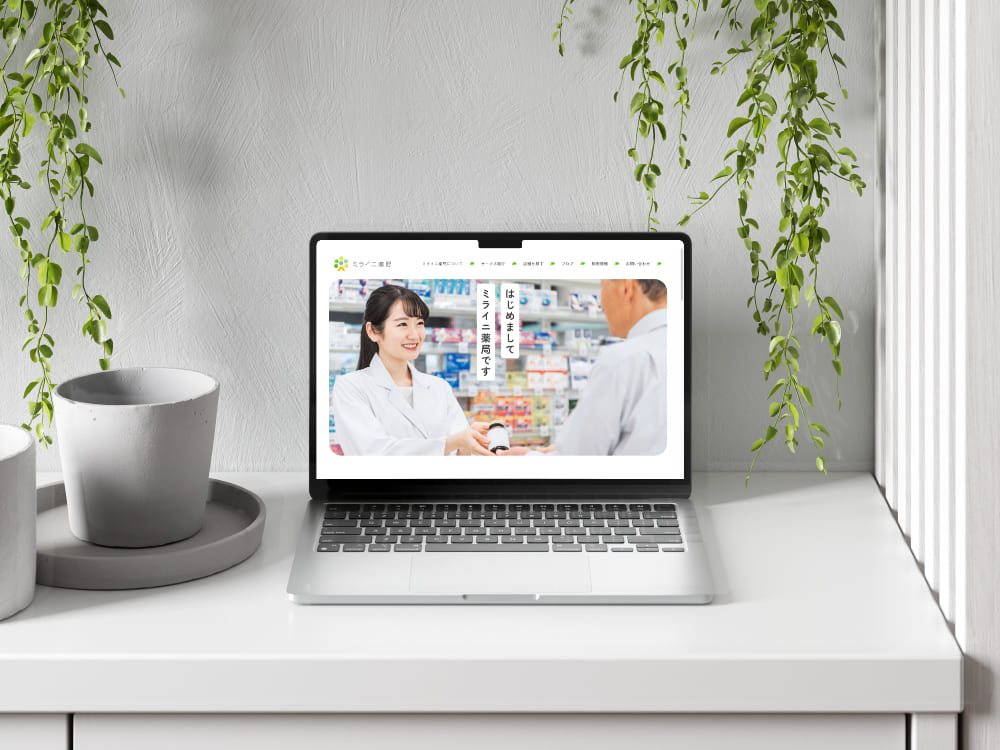 ミライニ薬局
ミライニ薬局について
サービス紹介
店舗を探す
ブログ
採用情報
お問い合わせ
はじめまして
ミライニ薬局です